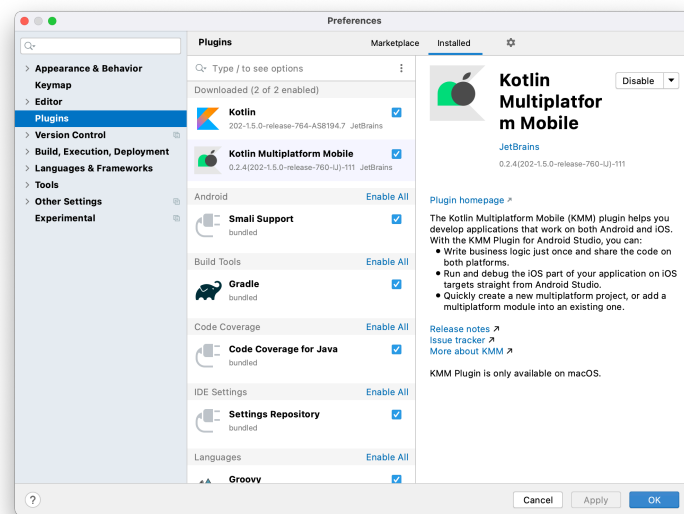 Preferences
Plugins
Marketplace
Installed
Appearance & Behavior
Keymap
Editor
Plugins
Version Control
Build, Execution, Deployment
Languages & Frameworks
Tools
Other Settings
Experimental
Type / to see options
Downloaded (2 of 2 enabled)
Kotlin
202-1.5.0-release-764-AS8194.7 JetBrains
Kotlin Multiplatform Mobile
0.2.4(202-1.5.0-release-760-IJ)-111 JetBrains
Android Enable All
Smali Support
bundled
Build Tools Enable All
Gradle
bundled
Code Coverage Enable All
Code Coverage for Java
bundled
IDE Settings Enable All
Settings Repository
bundled
Languages Enable All
Groovy
Kotlin
Multiplatfor
m Mobile
Disable
JetBrains
0.2.4(202-1.5.0-release-760-IJ)-111
Plugin homepage ↗
The Kotlin Multiplatform Mobile (KMM) plugin helps you
develop applications that work on both Android and iOS.
With the KMM Plugin for Android Studio, you can:
• Write business logic just once and share the code on
both platforms.
• Run and debug the iOS part of your application on iOS
targets straight from Android Studio.
• Quickly create a new multiplatform project, or add a
multiplatform module into an existing one.
Release notes ↗
Issue tracker ↗
More about KMM ↗
KMM Plugin is only available on macOS.
?
Cancel
Apply
OK